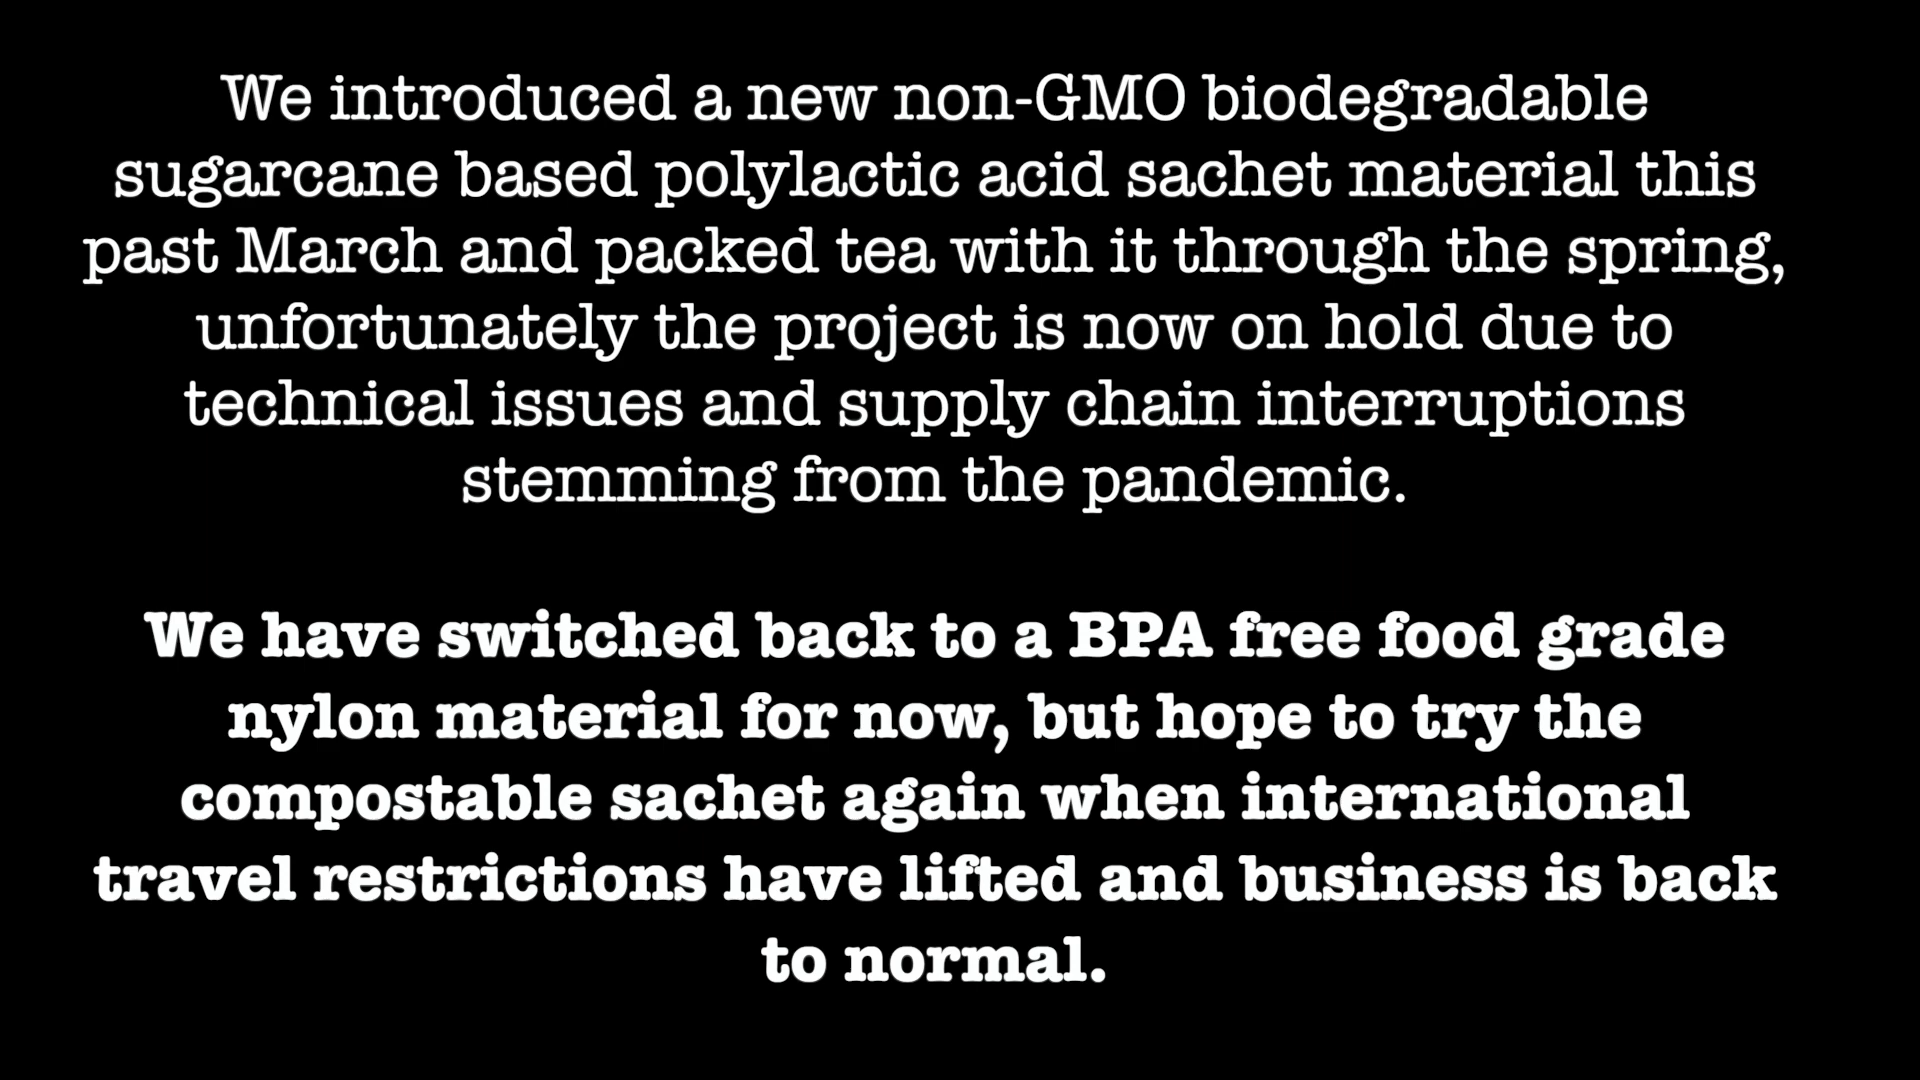 We introduced a new non-GMO biodegradable
sugarcane based polylactic acid sachet material this
past March and packed tea with it through the spring,
unfortunately the project is now on hold due to
technical issues and supply chain interruptions
stemming from the pandemic.
We have switched back to a BPA free food grade
nylon material for now, but hope to try the
compostable sachet again when international
travel restrictions have lifted and business is back
to normal.